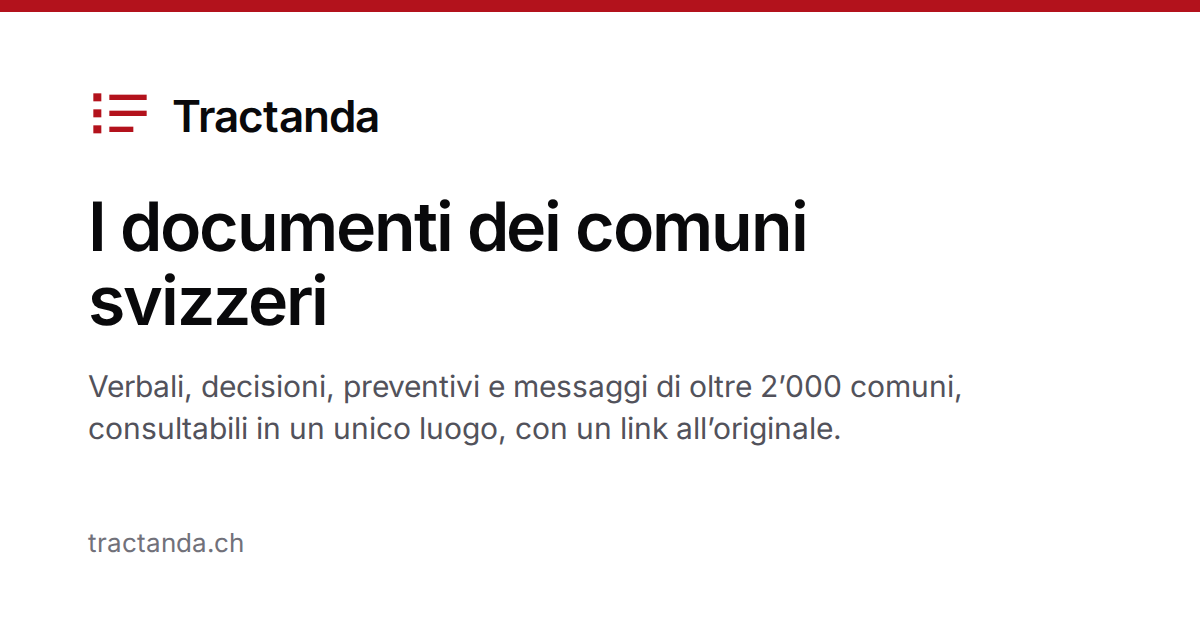 Tractanda
I documenti dei comuni
svizzeri
Verbali, decisioni, preventivi e messaggi di oltre 2’000 comuni,
consultabili in un unico luogo, con un link all’originale.
tractanda.ch